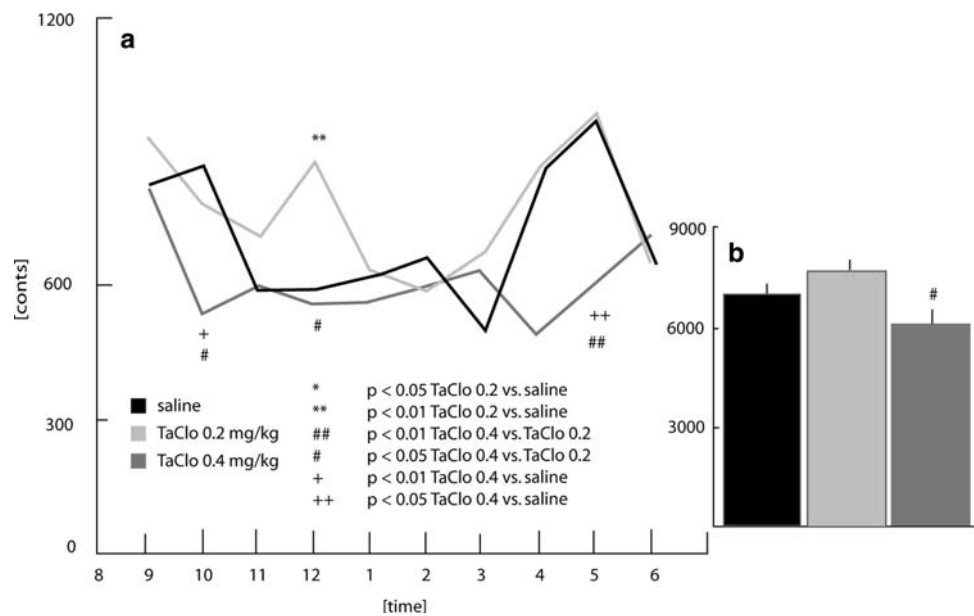 1200
a
**
[conts]
600
+
#
#
++
##
300
0
saline
TaClo 0.2 mg/kg
TaClo 0.4 mg/kg
* p < 0.05 TaClo 0.2 vs. saline
** p < 0.01 TaClo 0.2 vs. saline
## p < 0.01 TaClo 0.4 vs. TaClo 0.2
# p < 0.05 TaClo 0.4 vs. TaClo 0.2
+ p < 0.01 TaClo 0.4 vs. saline
++ p < 0.05 TaClo 0.4 vs. saline
8 9 10 11 12 1 2 3 4 5 6
[time]
b
9000
6000
3000
0
#